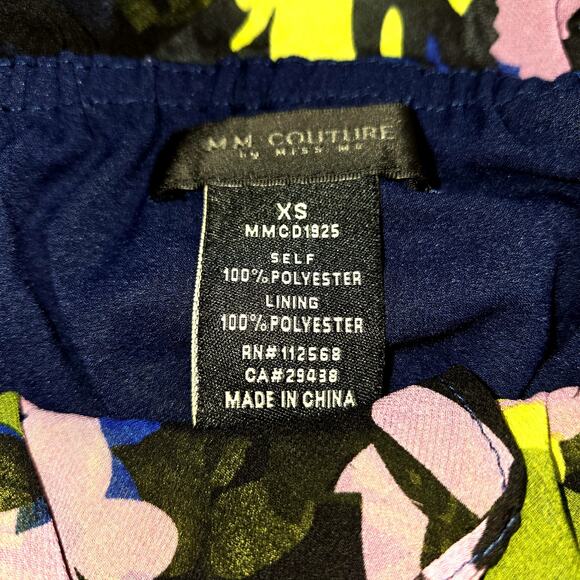 M.M. COUTURE
by MISS ME
XS
MMCD1925
SELF
100% POLYESTER
LINING
100% POLYESTER
RN# 112568
CA# 29438
MADE IN CHINA